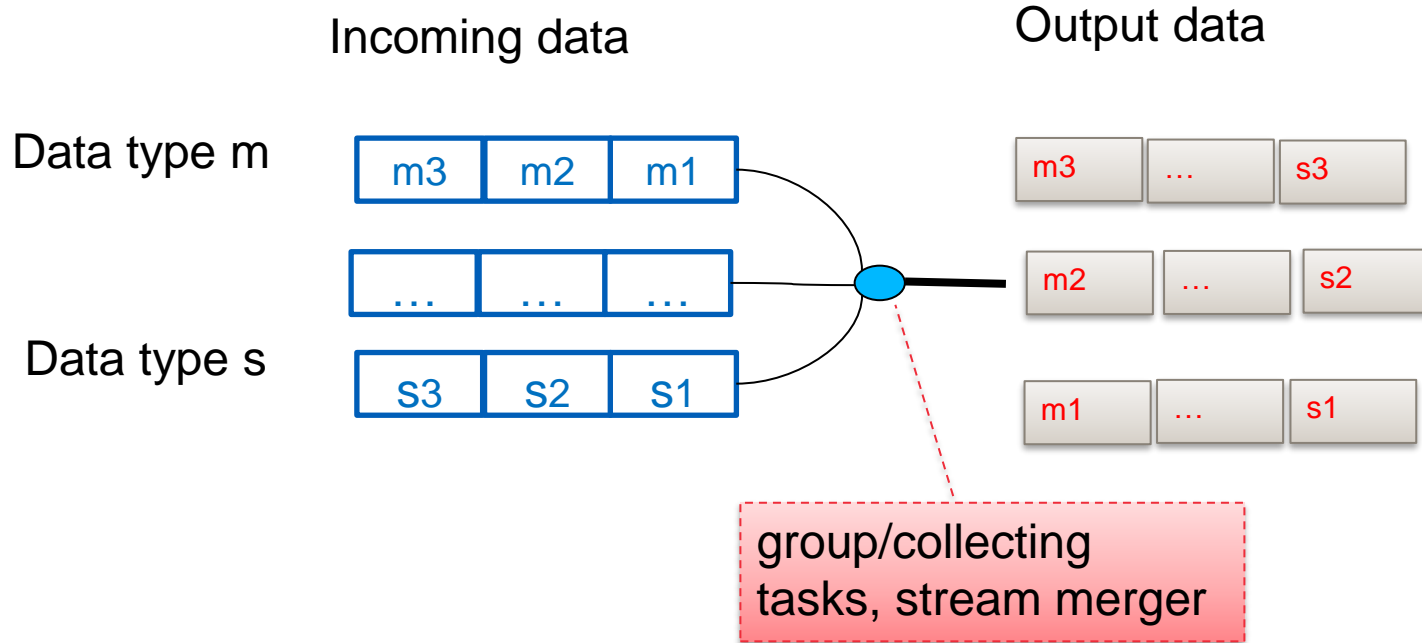 Incoming data
Output data
Data type m
m3 m2 m1
m3 ... s3
... ... ...
m2 ... s2
Data type s
s3 s2 s1
m1 ... s1
group/collecting
tasks, stream merger